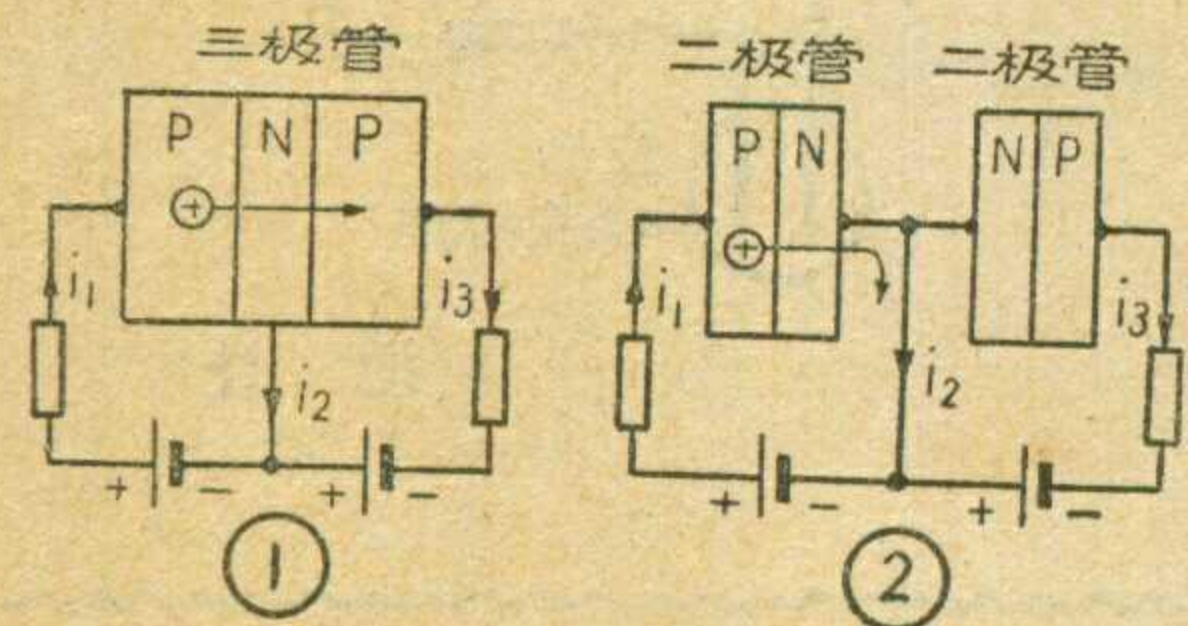 三极管
二极管 二极管
P N P
P N
N P
+
+
i1
i3
i1
i3
i2
i2
+ - + -
+ - + -
① ②